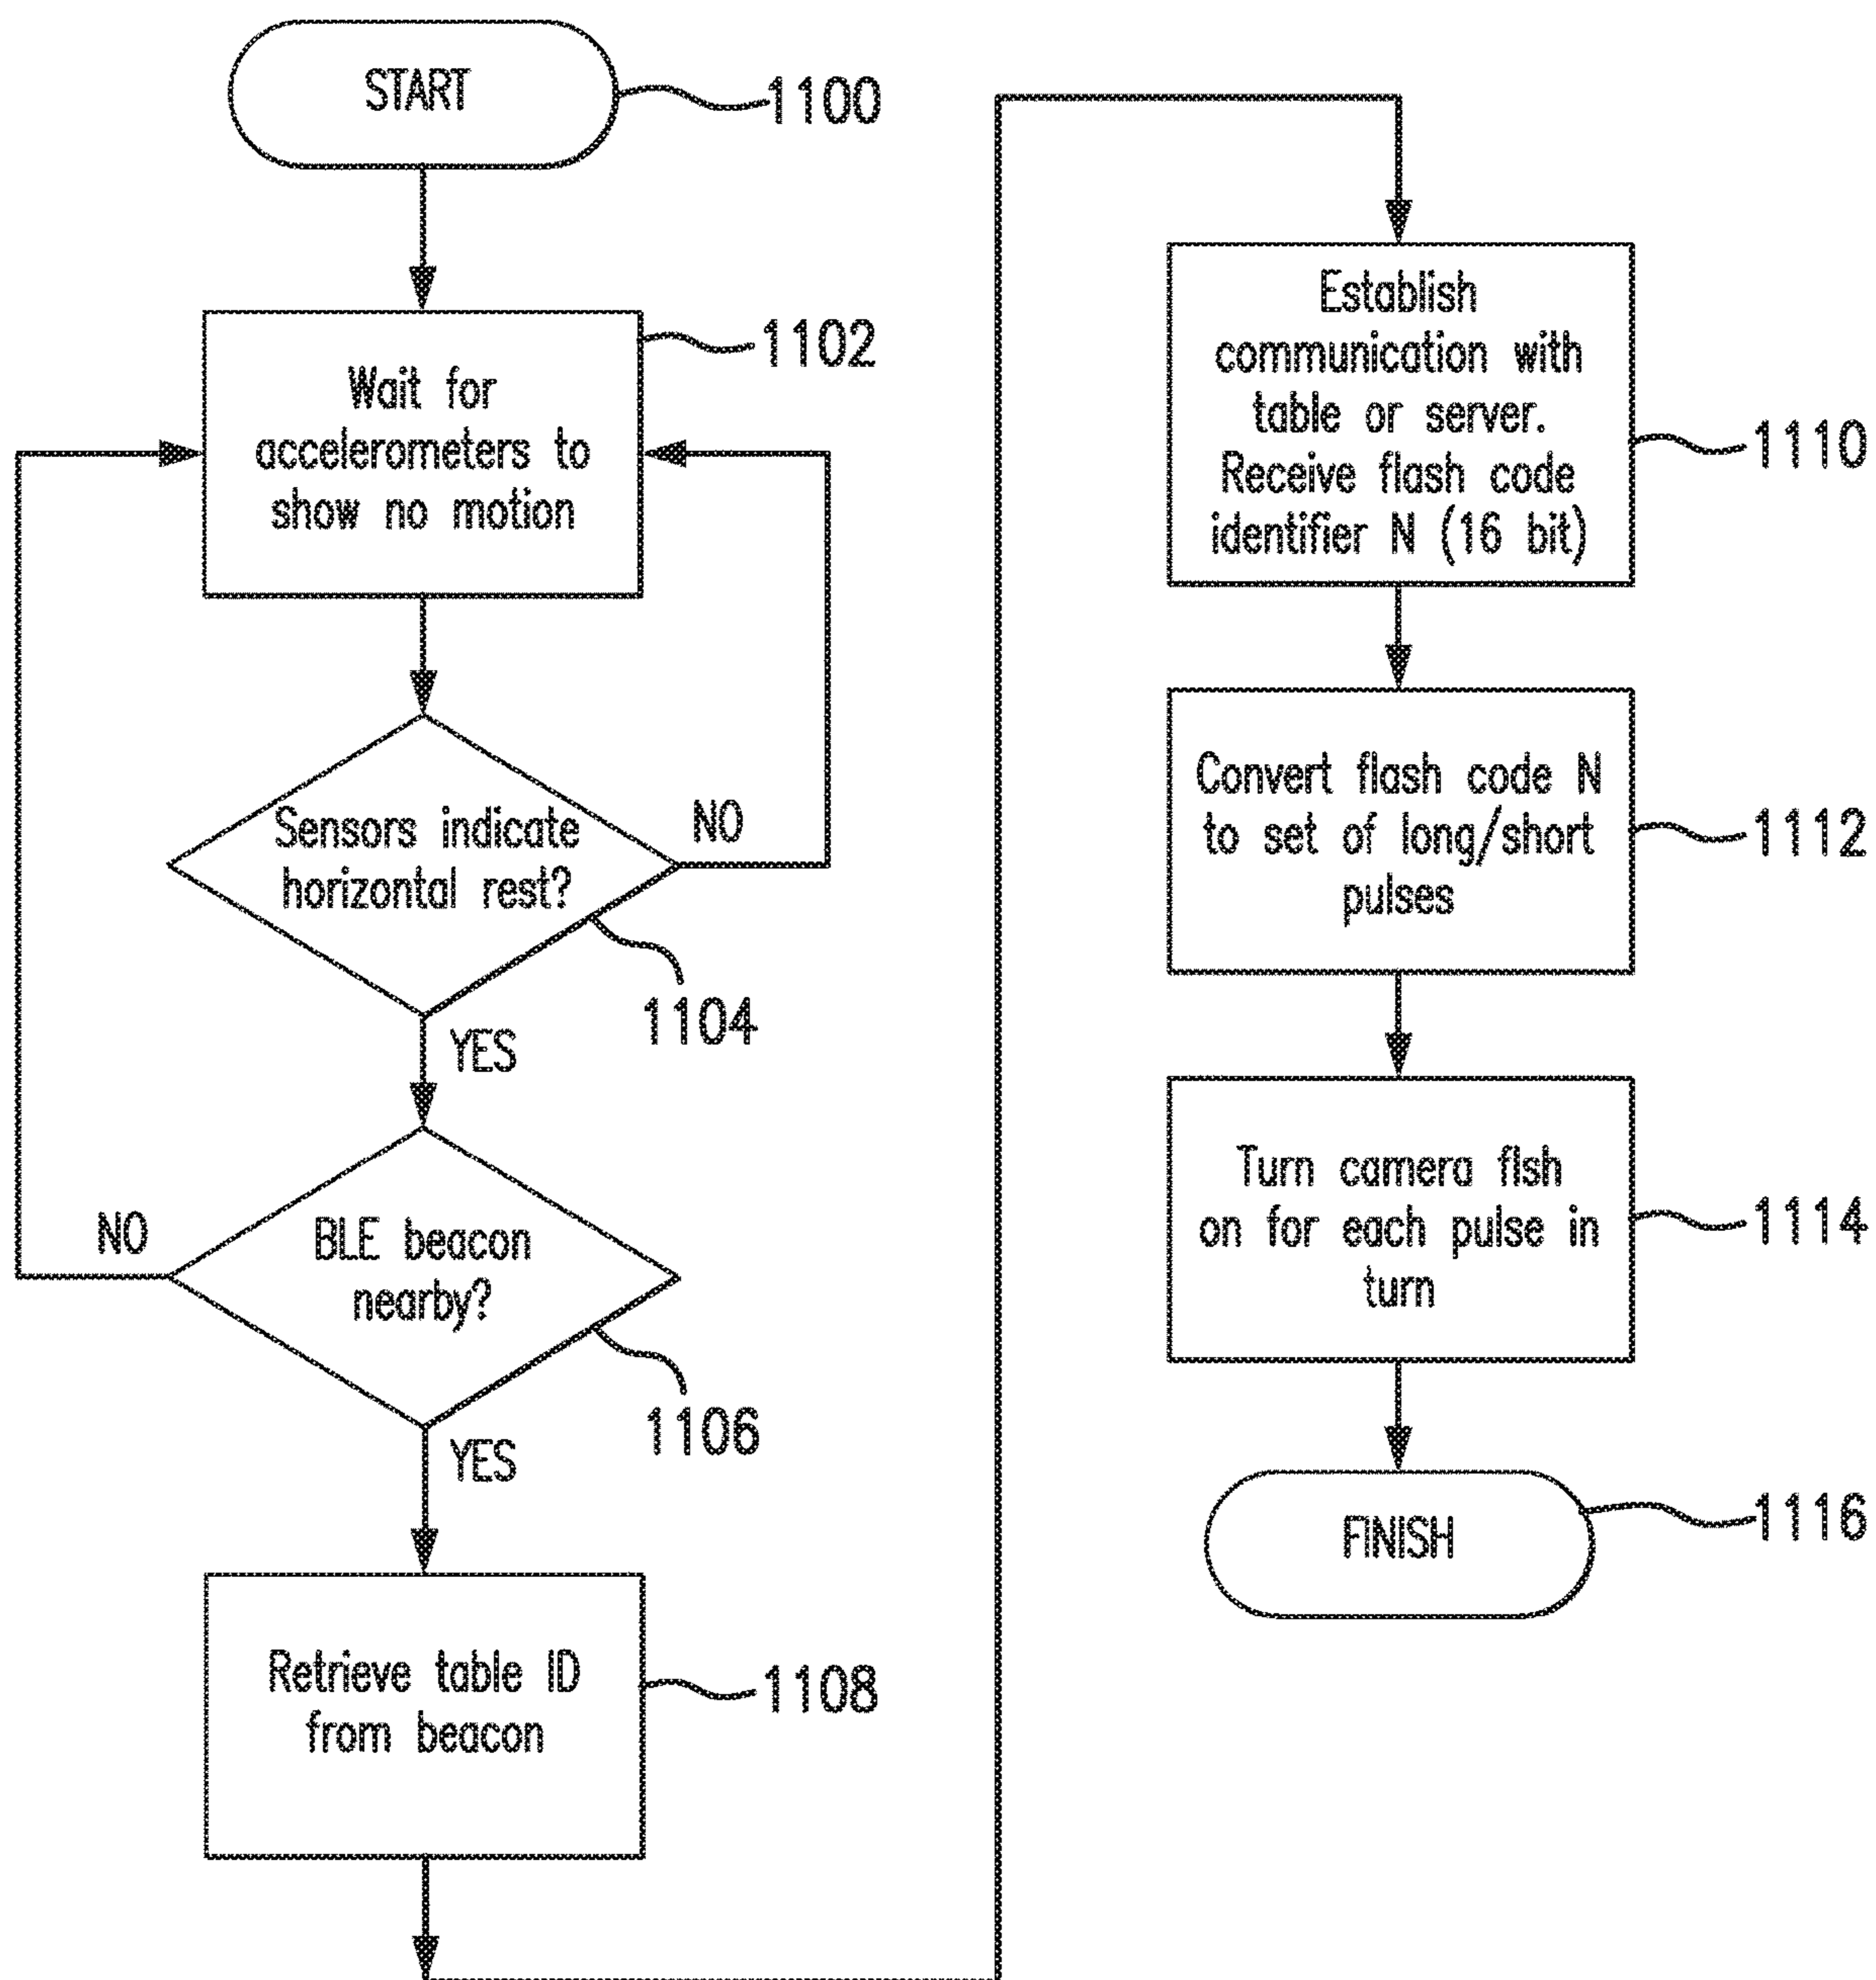 START
1100
Wait for
accelerometers to
show no motion
1102
Sensors indicate
horizontal rest?
NO
1104
YES
BLE beacon
nearby?
NO
1106
YES
Retrieve table ID
from beacon
1108
Establish
communication with
table or server.
Receive flash code
identifier N (16 bit)
1110
Convert flash code N
to set of long/short
pulses
1112
Turn camera flsh
on for each pulse in
turn
1114
FINISH
1116